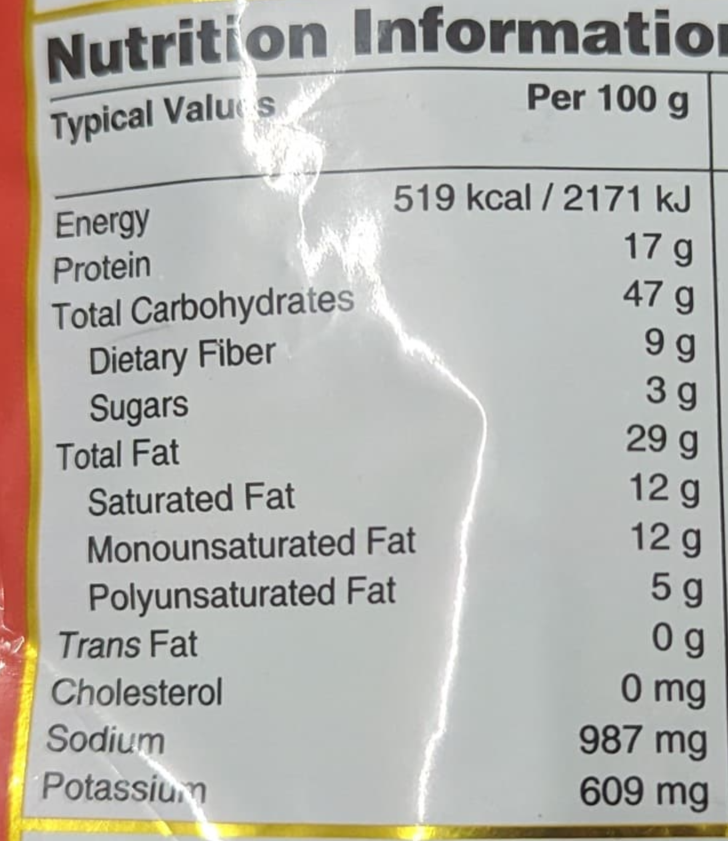 Nutrition Information
Typical Values Per 100 g
Energy 519 kcal / 2171 kJ
Protein 17 g
Total Carbohydrates 47 g
Dietary Fiber 9 g
Sugars 3 g
Total Fat 29 g
Saturated Fat 12 g
Monounsaturated Fat 12 g
Polyunsaturated Fat 5 g
Trans Fat 0 g
Cholesterol 0 mg
Sodium 987 mg
Potassium 609 mg